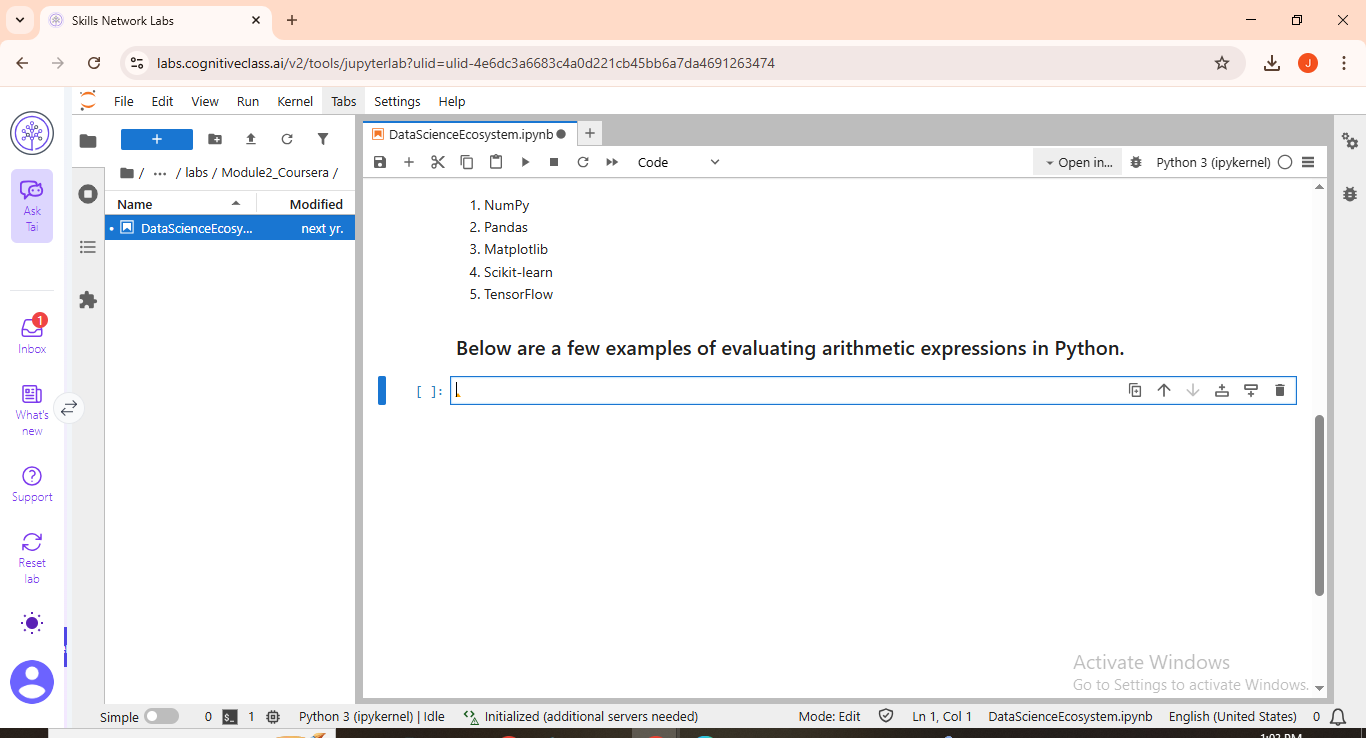 Skills Network Labs
labs.cognitiveclass.ai/v2/tools/jupyterlab?ulid=ulid-4e6dc3a6683c4a0d221cb45bb6a7da4691263474
J
File Edit View Run Kernel Tabs Settings Help
Ask
Tai
1
Inbox
What's
new
Support
Reset
lab
/ ... / labs / Module2_Coursera /
Name Modified
DataScienceEcosy... next yr.
DataScienceEcosystem.ipynb
Code
Open in...
Python 3 (ipykernel)
1. NumPy
2. Pandas
3. Matplotlib
4. Scikit-learn
5. TensorFlow
Below are a few examples of evaluating arithmetic expressions in Python.
[ ]:
Activate Windows
Go to Settings to activate Windows.
Simple 0 $_ 1 Python 3 (ipykernel) | Idle Initialized (additional servers needed) Mode: Edit Ln 1, Col 1 DataScienceEcosystem.ipynb English (United States) 0
1:02 PM